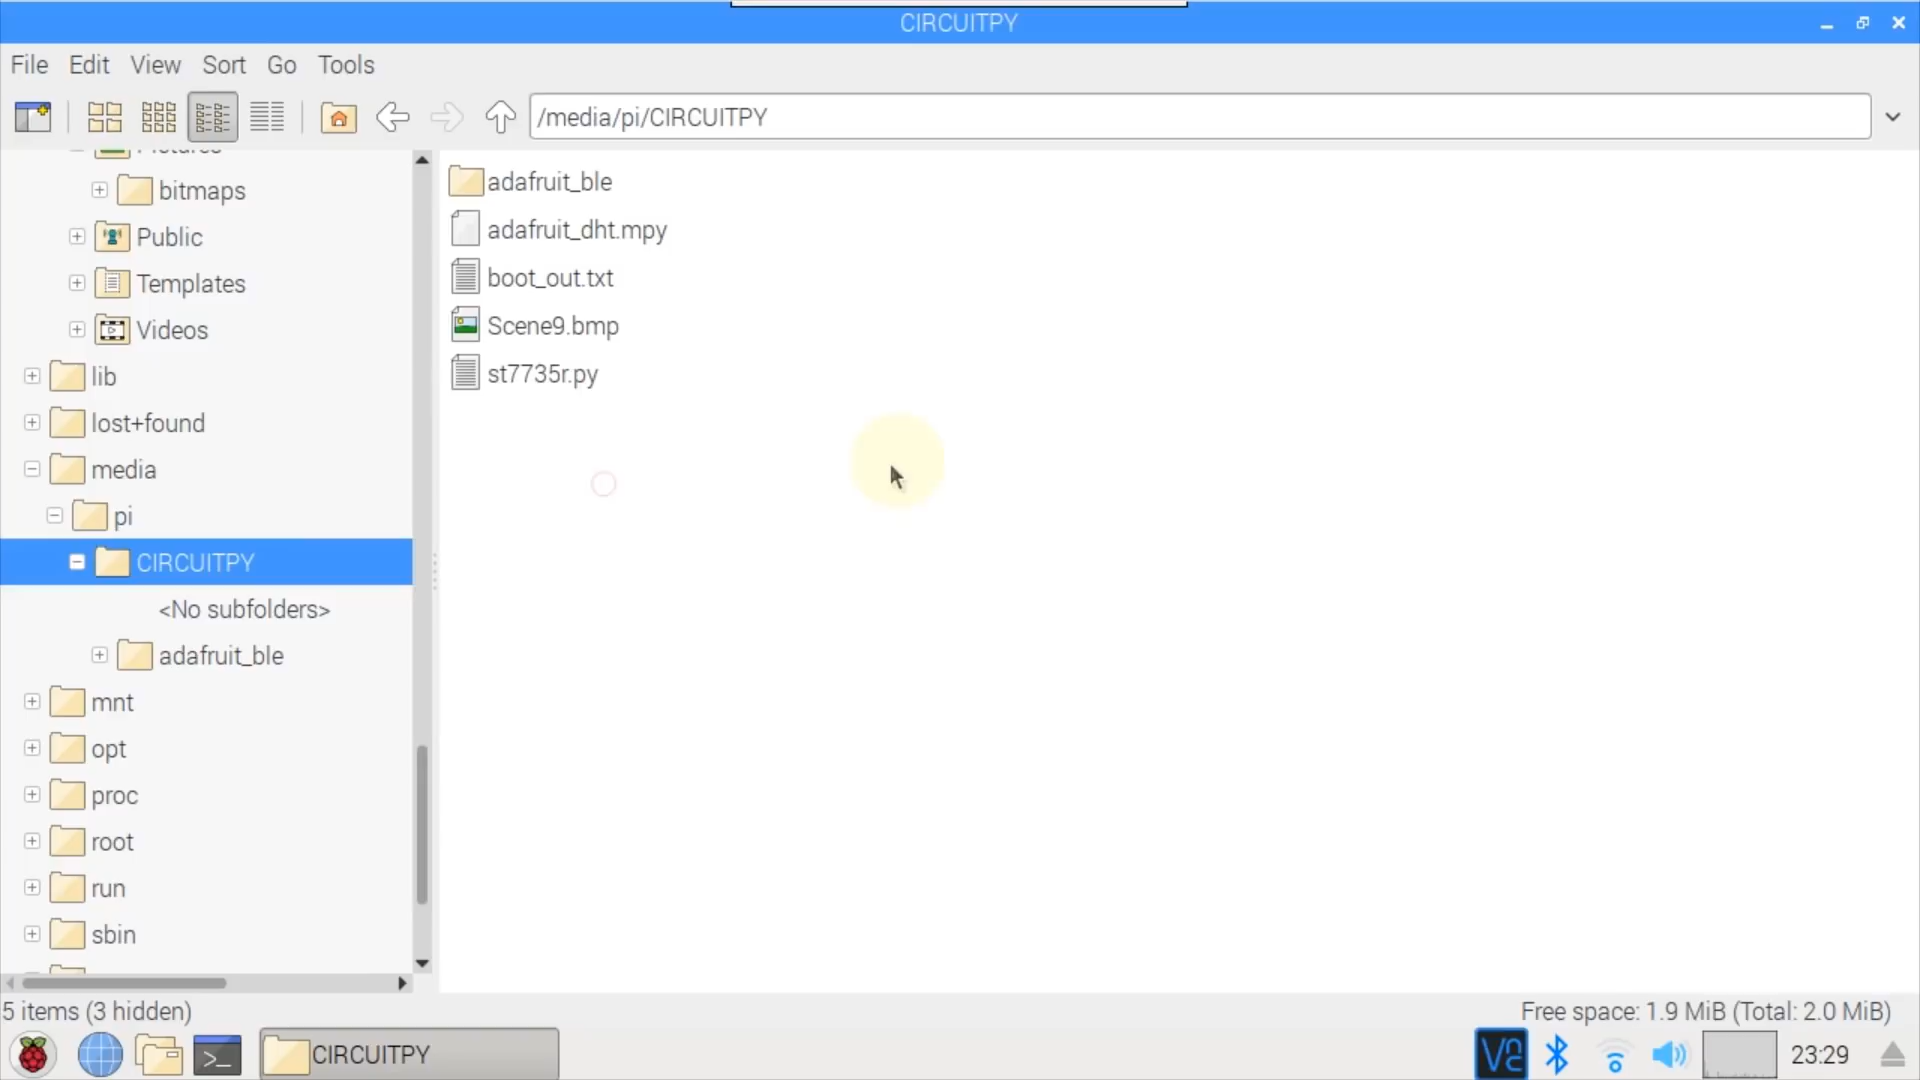 CIRCUITPY
File Edit View Sort Go Tools
/media/pi/CIRCUITPY
Pictures
bitmaps
Public
Templates
Videos
lib
lost+found
media
pi
CIRCUITPY
<No subfolders>
adafruit_ble
mnt
opt
proc
root
run
sbin
adafruit_ble
adafruit_dht.mpy
boot_out.txt
Scene9.bmp
st7735r.py
5 items (3 hidden)
Free space: 1.9 MiB (Total: 2.0 MiB)
CIRCUITPY
23:29